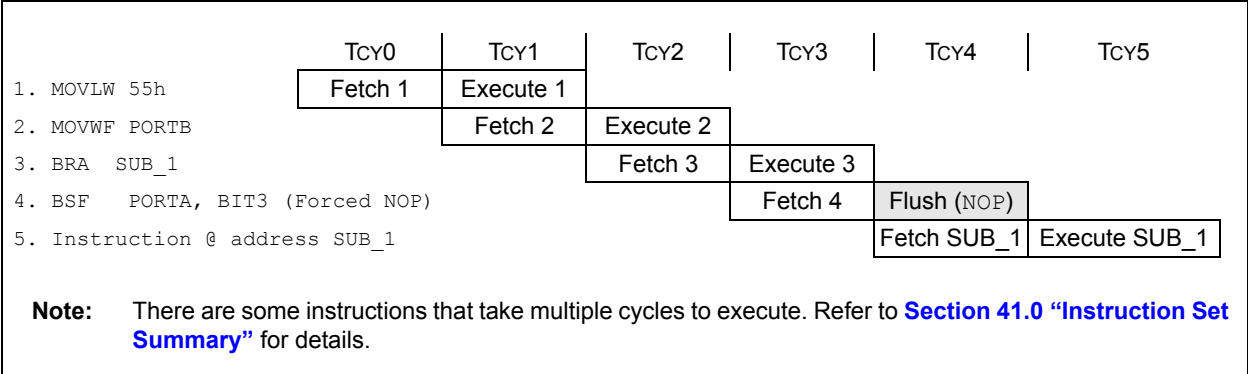 TCY0 TCY1 TCY2 TCY3 TCY4 TCY5
1. MOVLW 55h Fetch 1 Execute 1
2. MOVWF PORTB Fetch 2 Execute 2
3. BRA SUB_1 Fetch 3 Execute 3
4. BSF PORTA, BIT3 (Forced NOP) Fetch 4 Flush (NOP)
5. Instruction @ address SUB_1 Fetch SUB_1 Execute SUB_1
Note: There are some instructions that take multiple cycles to execute. Refer to Section 41.0 “Instruction Set
Summary” for details.